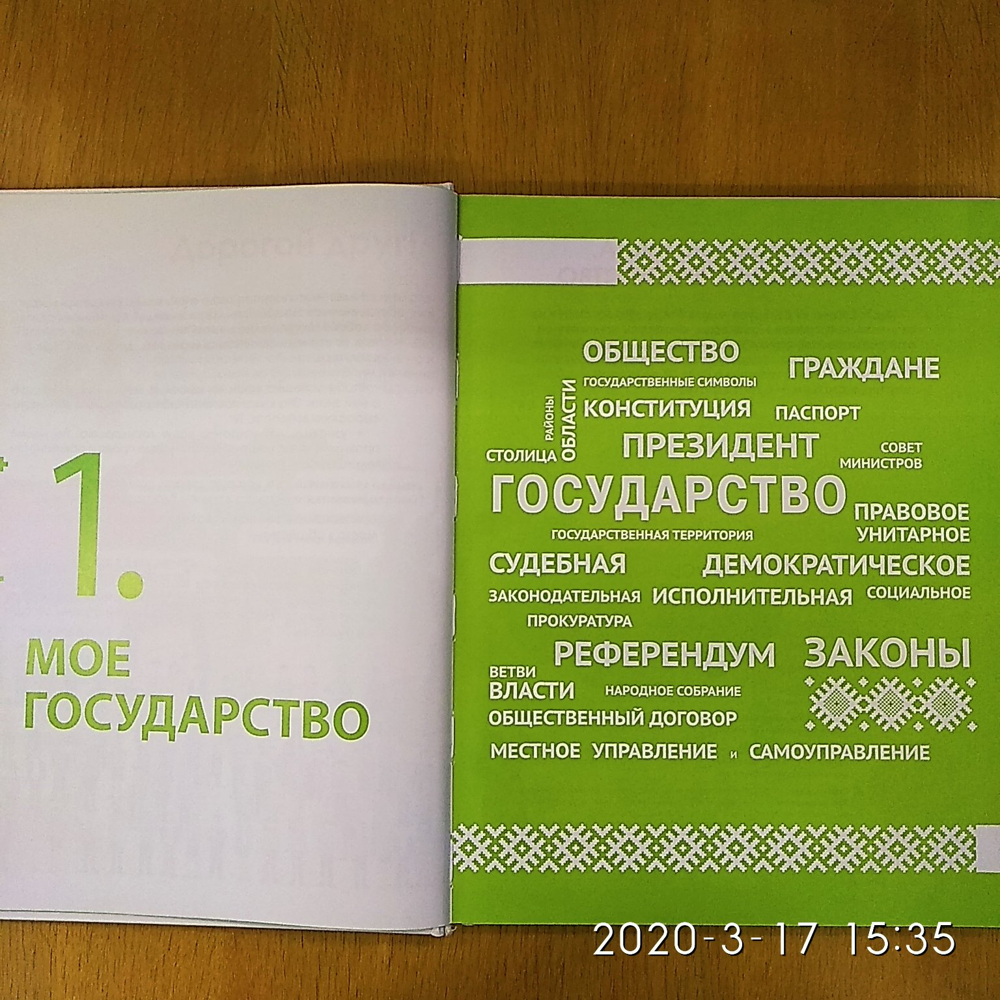 1.
МОЕ
ГОСУДАРСТВО
ОБЩЕСТВО
ГРАЖДАНЕ
ГОСУДАРСТВЕННЫЕ СИМВОЛЫ
РАЙОНЫ
ОБЛАСТИ
КОНСТИТУЦИЯ
ПАСПОРТ
СТОЛИЦА
ПРЕЗИДЕНТ
СОВЕТ
МИНИСТРОВ
ГОСУДАРСТВО
ПРАВОВОЕ
ГОСУДАРСТВЕННАЯ ТЕРРИТОРИЯ
УНИТАРНОЕ
СУДЕБНАЯ
ДЕМОКРАТИЧЕСКОЕ
ЗАКОНОДАТЕЛЬНАЯ
ИСПОЛНИТЕЛЬНАЯ
СОЦИАЛЬНОЕ
ПРОКУРАТУРА
РЕФЕРЕНДУМ
ЗАКОНЫ
ВЕТВИ
ВЛАСТИ
НАРОДНОЕ СОБРАНИЕ
ОБЩЕСТВЕННЫЙ ДОГОВОР
МЕСТНОЕ УПРАВЛЕНИЕ и САМОУПРАВЛЕНИЕ
2020-3-17 15:35